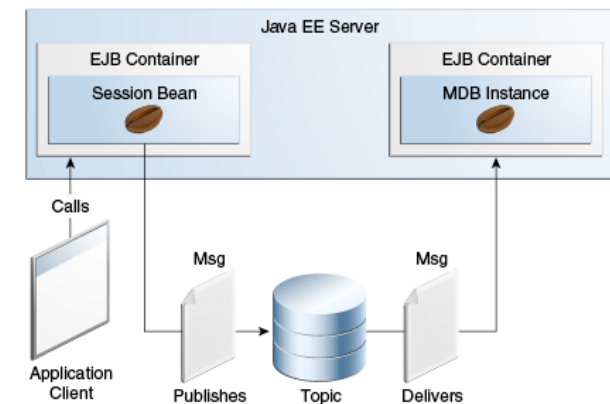 Java EE Server
EJB Container
Session Bean
EJB Container
MDB Instance
Calls
Msg
Msg
Application
Client
Publishes
Topic
Delivers